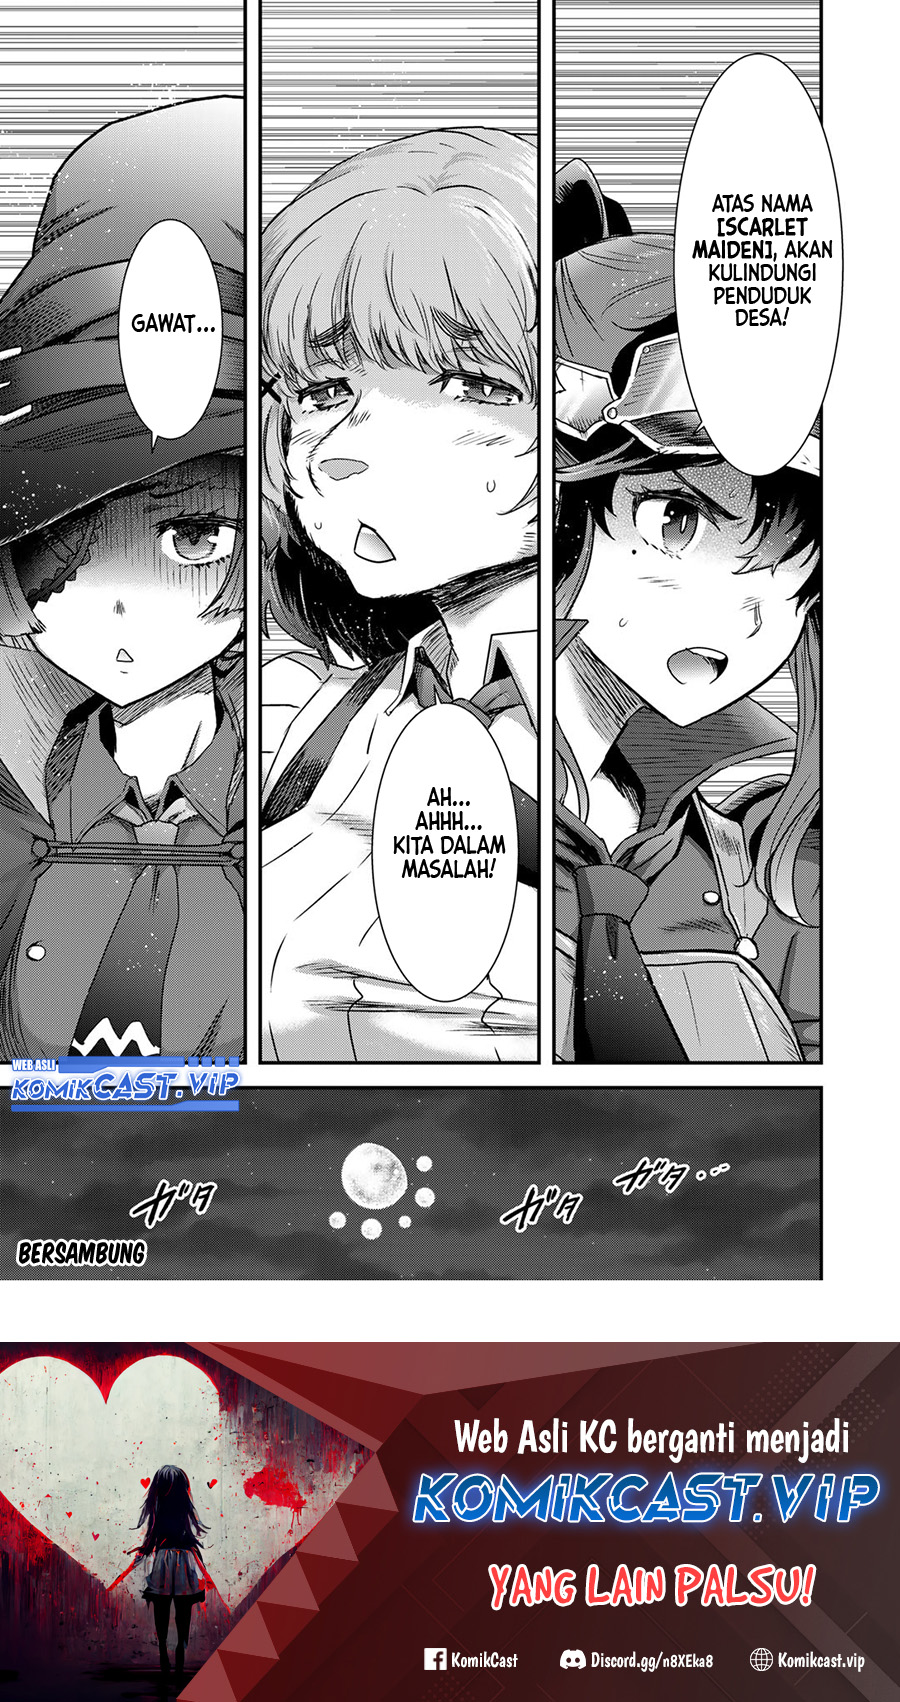 ATAS NAMA
[SCARLET
MAIDEN], AKAN
KULINDUNGI
PENDUDUK
DESA!
AH...
AHHH...
KITA DALAM
MASALAH!
GAWAT...
WEB ASLI
KOMIKCAST.VIP
ガタ...
ガタ
ガタ
BERSAMBUNG
Web Asli KC berganti menjadi
KOMIKCAST.VIP
YANG LAIN PALSU!
KomikCast
Discord.gg/n8XEka8
Komikcast.vip